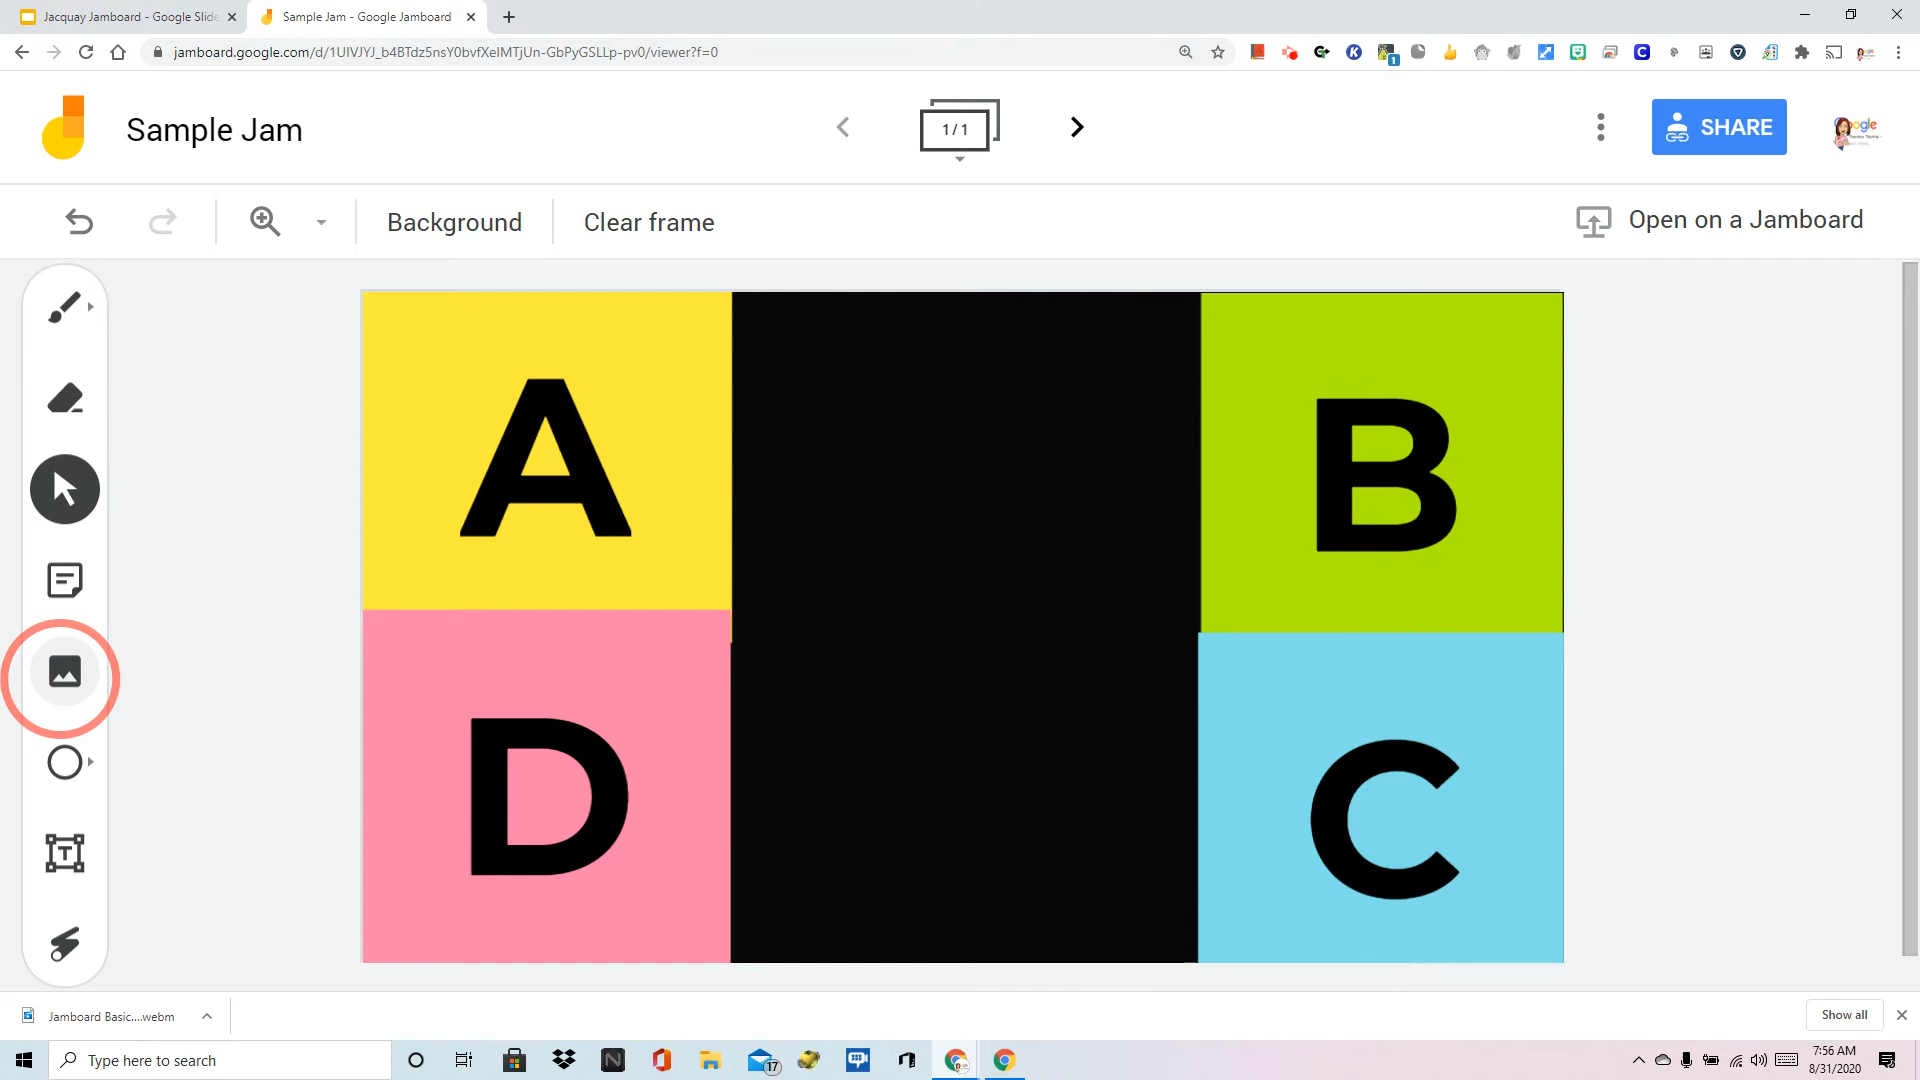 Jacquay Jamboard - Google Slide
Sample Jam - Google Jamboard
jamboard.google.com/d/1UIVJYJ_b4BTdz5nsY0bvfXeIMTjUn-GbPyGSLLp-pv0/viewer?f=0
Sample Jam
1 / 1
SHARE
Background
Clear frame
Open on a Jamboard
A
B
D
C
Jamboard Basic....webm
Show all
Type here to search
17
7:56 AM
8/31/2020